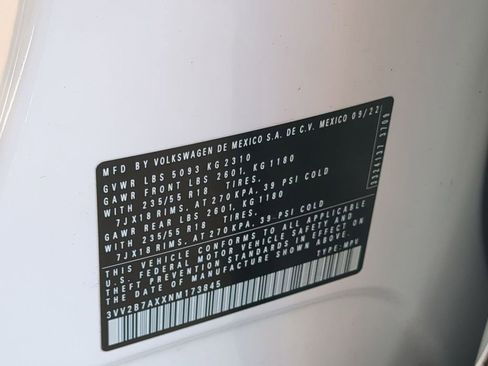 MFD BY VOLKSWAGEN DE MEXICO S.A. DE C.V. MEXICO 09/22
GVWR LBS 5093 KG 2310
GAWR FRONT LBS 2601, KG 1180
WITH 235/55 R18 TIRES.
7JX18 RIMS, AT 270 KPA, 39 PSI COLD
GAWR REAR LBS 2601, KG 1180
WITH 235/55 R18 TIRES.
7JX18 RIMS, AT 270 KPA, 39 PSI COLD
THIS VEHICLE CONFORMS TO ALL APPLICABLE
U.S. FEDERAL MOTOR VEHICLE SAFETY AND
THEFT PREVENTION STANDARDS IN EFFECT ON
THE DATE OF MANUFACTURE SHOWN ABOVE.
3VV2B7AXXNM173845 TYPE: MPV